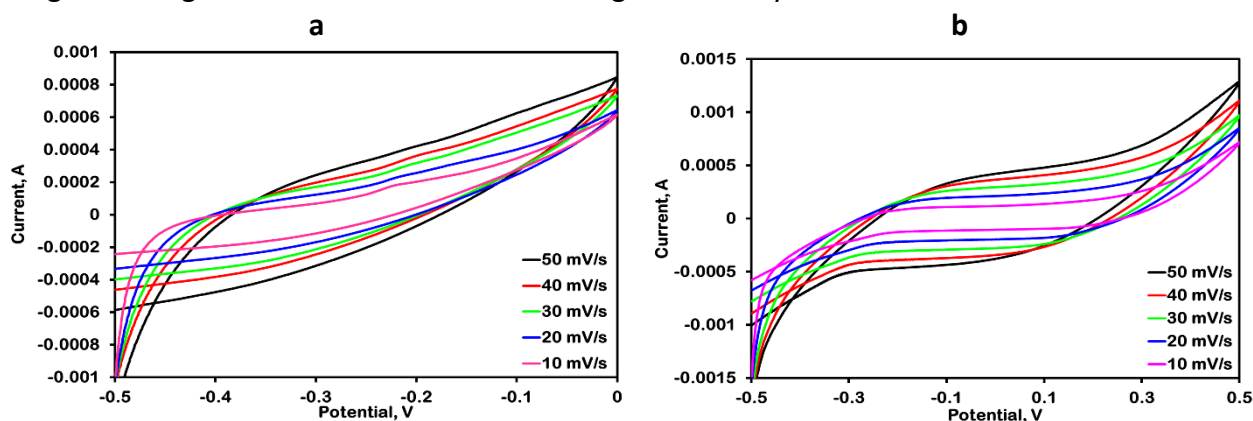 a
0.001
0.0008
0.0006
0.0004
0.0002
0
-0.0002
-0.0004
-0.0006
-0.0008
-0.001
Current, A
-0.5 -0.4 -0.3 -0.2 -0.1 0
Potential, V
50 mV/s
40 mV/s
30 mV/s
20 mV/s
10 mV/s
b
0.0015
0.001
0.0005
0
-0.0005
-0.001
-0.0015
Current, A
-0.5 -0.3 -0.1 0.1 0.3 0.5
Potential, V
50 mV/s
40 mV/s
30 mV/s
20 mV/s
10 mV/s